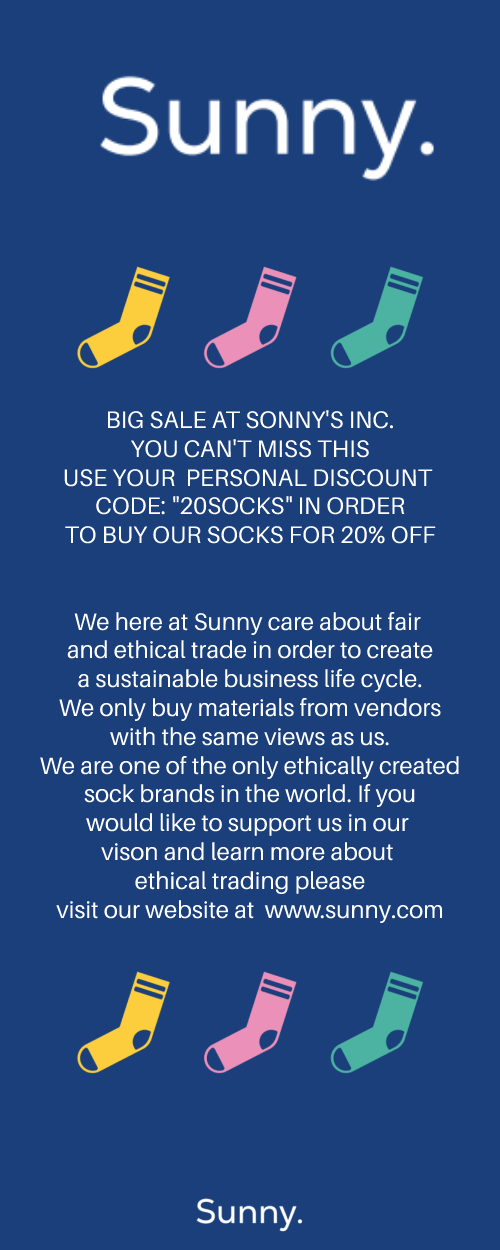 Sunny.
BIG SALE AT SONNY'S INC.
YOU CAN'T MISS THIS
USE YOUR  PERSONAL DISCOUNT
CODE: "20SOCKS" IN ORDER
TO BUY OUR SOCKS FOR 20% OFF
We here at Sunny care about fair
and ethical trade in order to create
a sustainable business life cycle.
We only buy materials from vendors
with the same views as us.
We are one of the only ethically created
sock brands in the world. If you
would like to support us in our
vison and learn more about
ethical trading please
visit our website at  www.sunny.com
Sunny.